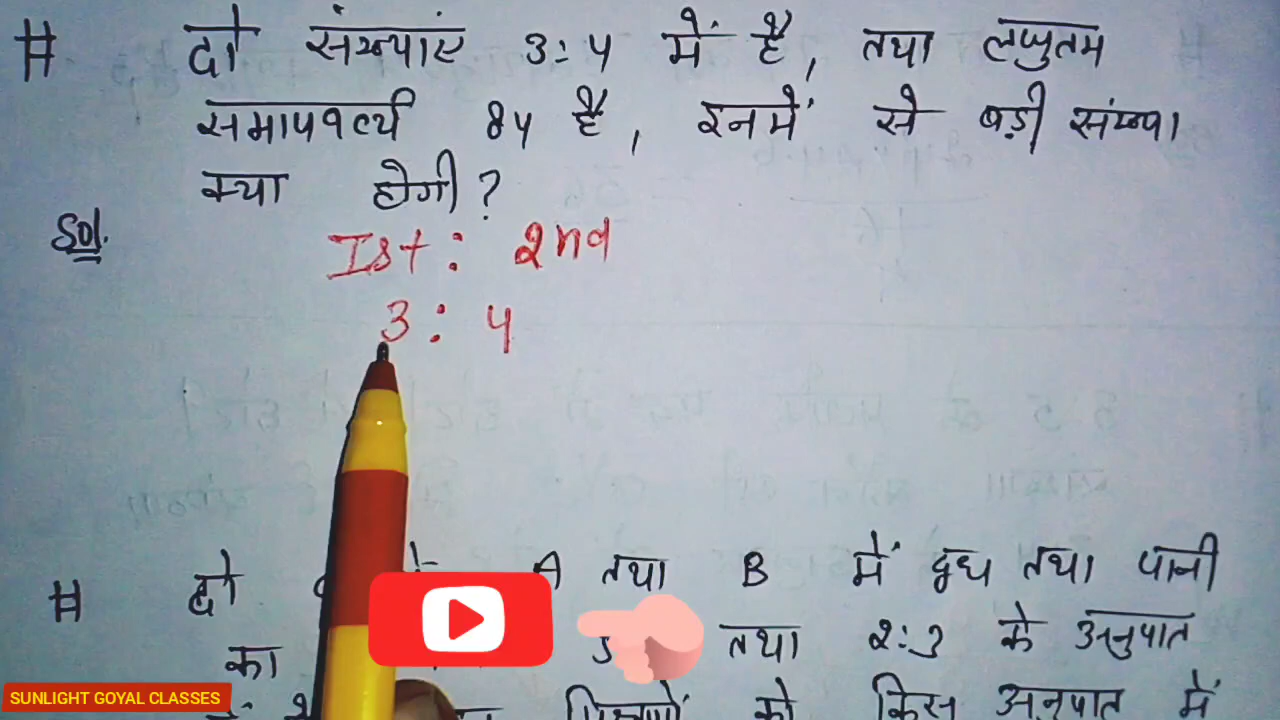 # दो संख्याएं 3:4 में है, तथा लघुतम
समापवर्त्य 84 है, इनमें से बड़ी संख्या
क्या होगी?
Sol.
Ist : 2nd
3 : 4
# दो A तथा B में दूध तथा पानी
का तथा 2:3 के अनुपात
को किस अनुपात में
SUNLIGHT GOYAL CLASSES